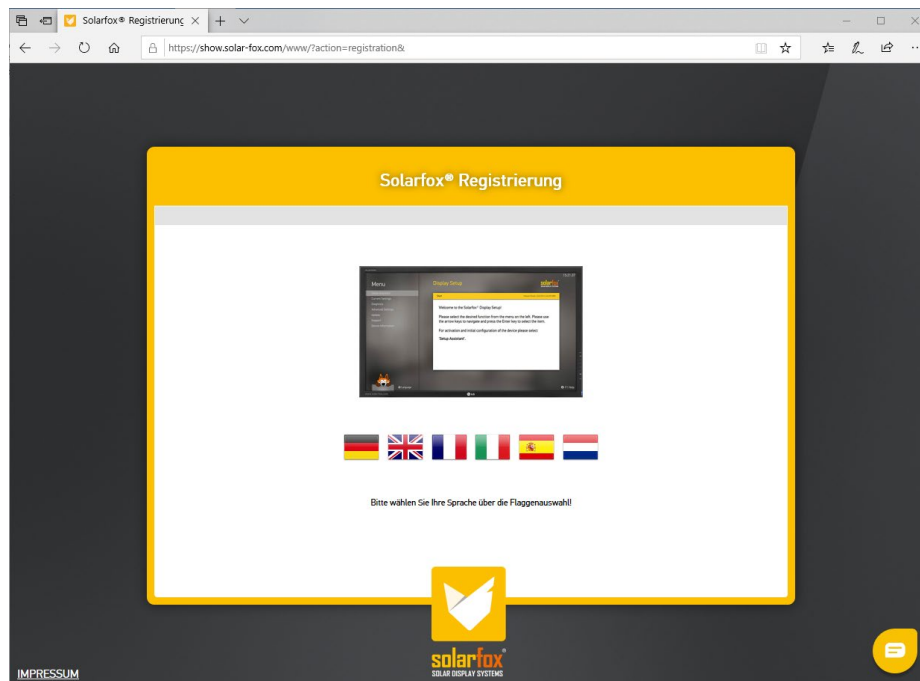 Solarfox® Registrierung
https://show.solar-fox.com/www/?action=registration&
Solarfox® Registrierung
Menu
Display Setup
solarfox
Welcome to the Solarfox® Display Setup!
Please select the desired function from the menu on the left. Please use
the arrow keys to navigate and press the Enter key to select the item.
For activation and initial configuration of the device please select
'Setup Assistant'.
Bitte wählen Sie Ihre Sprache über die Flaggenauswahl!
solarfox®
SOLAR DISPLAY SYSTEMS
IMPRESSUM